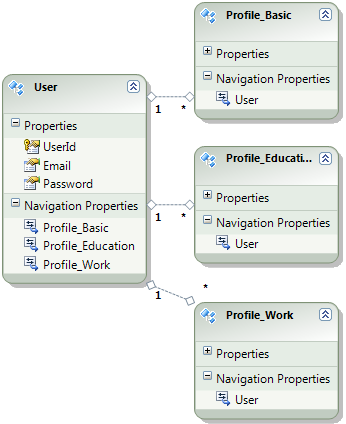 User
Properties
UserId
Email
Password
Navigation Properties
Profile_Basic
Profile_Education
Profile_Work
1
*
1
*
1
*
Profile_Basic
Properties
Navigation Properties
User
Profile_Educati...
Properties
Navigation Properties
User
Profile_Work
Properties
Navigation Properties
User